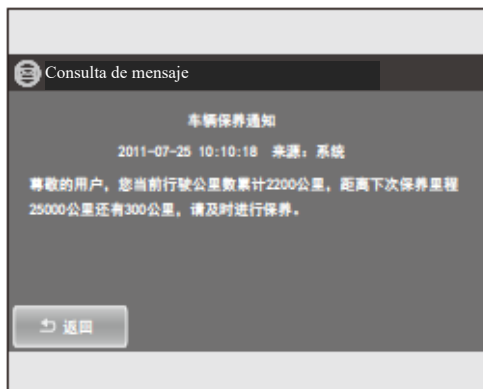 Consulta de mensaje
车辆保养通知
2011-07-25 10:10:18 来源：系统
尊敬的用户，您当前行驶公里数累计2200公里，距离下次保养里程
25000公里还有300公里，请及时进行保养。
返回